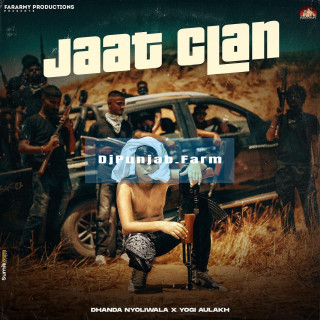 FARARMY PRODUCTIONS
PRESENTS
JAAT CLAN
DjPunjab.Farm
DHANDA NYOLIWALA X YOGI AULAKH